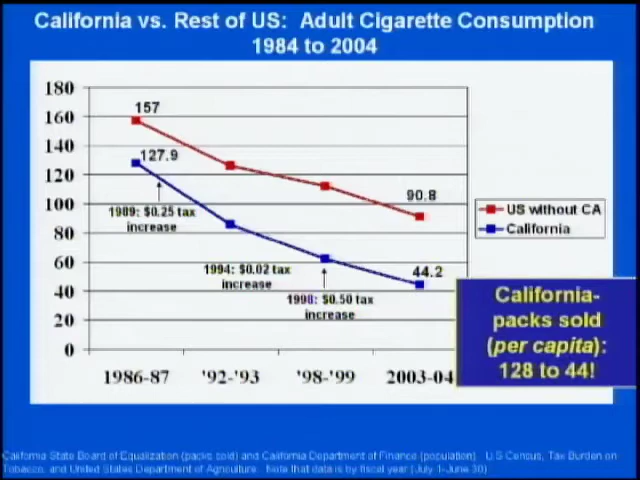 California vs. Rest of US: Adult Cigarette Consumption
1984 to 2004
180
160
140
120
100
80
60
40
20
0
157
127.9
90.8
44.2
1989: $0.25 tax
increase
1994: $0.02 tax
increase
1998: $0.50 tax
increase
1986-87
'92-'93
'98-'99
2003-04
US without CA
California
California-
packs sold
(per capita):
128 to 44!
California State Board of Equalization (packs sold) and California Department of Finance (population). U.S Census, Tax Burden on
Tobacco, and United States Department of Agriculture. Note that data is by fiscal year (July 1-June 30)